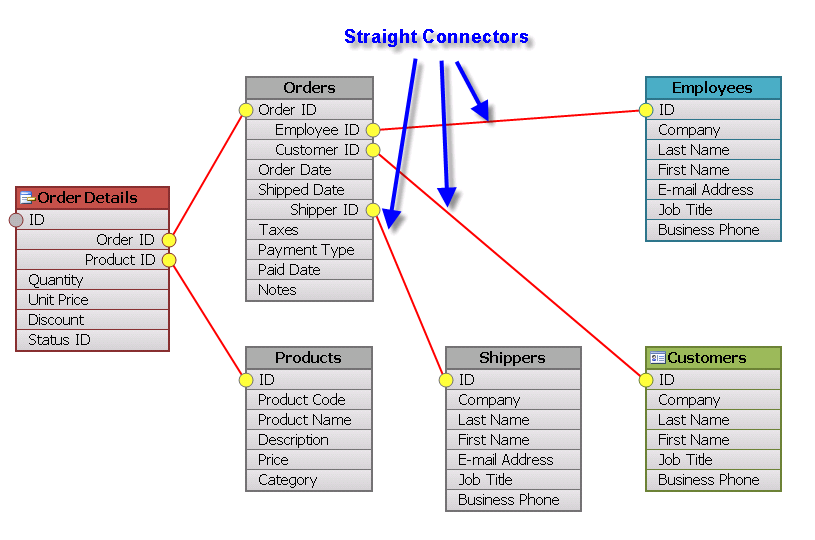 Straight Connectors
Orders
Order ID
Employee ID
Customer ID
Order Date
Shipped Date
Shipper ID
Taxes
Payment Type
Paid Date
Notes
Employees
ID
Company
Last Name
First Name
E-mail Address
Job Title
Business Phone
Order Details
ID
Order ID
Product ID
Quantity
Unit Price
Discount
Status ID
Products
ID
Product Code
Product Name
Description
Price
Category
Shippers
ID
Company
Last Name
First Name
E-mail Address
Job Title
Business Phone
Customers
ID
Company
Last Name
First Name
Job Title
Business Phone